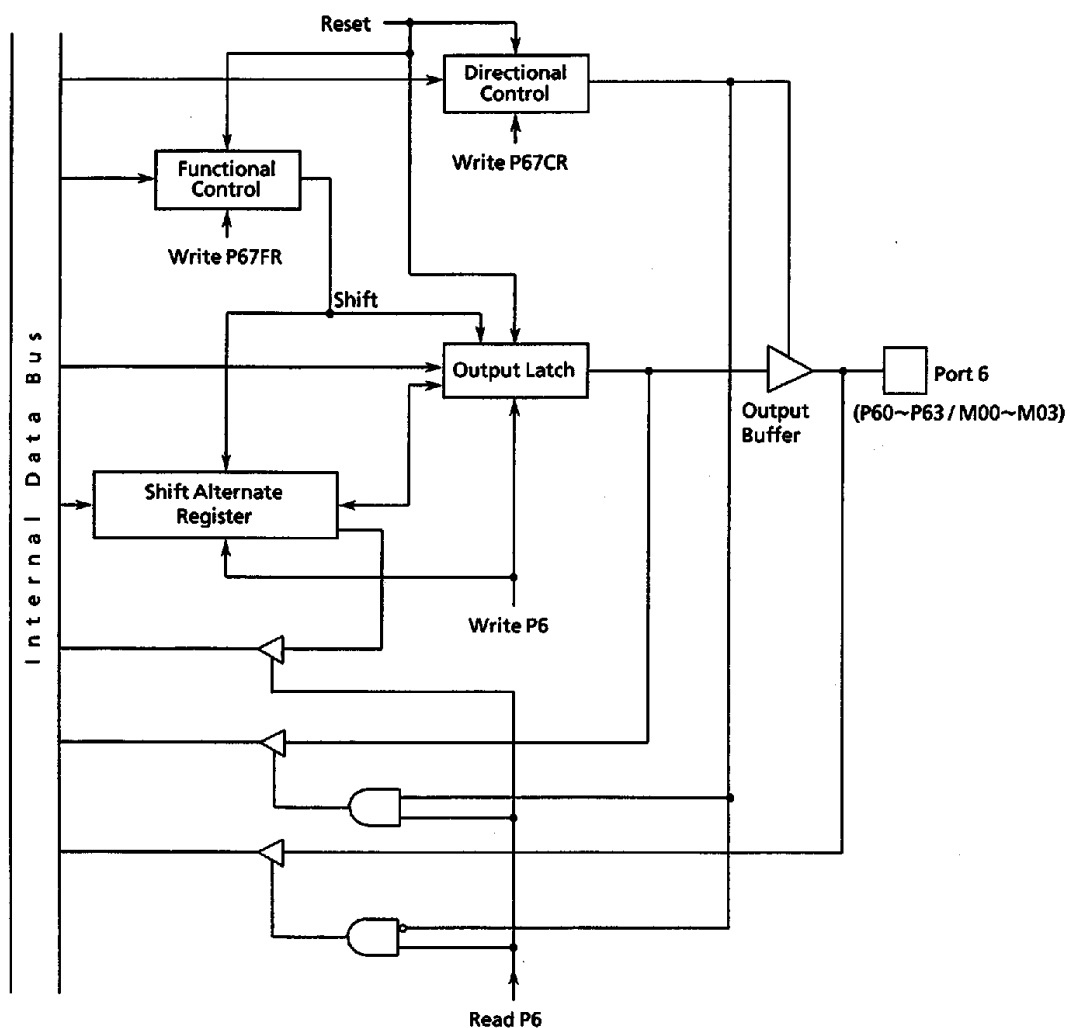 Reset
Directional
Control
Write P67CR
Functional
Control
Write P67FR
Shift
Output Latch
Output
Buffer
Port 6
(P60~P63 / M00~M03)
Shift Alternate
Register
Write P6
Internal Data Bus
Read P6